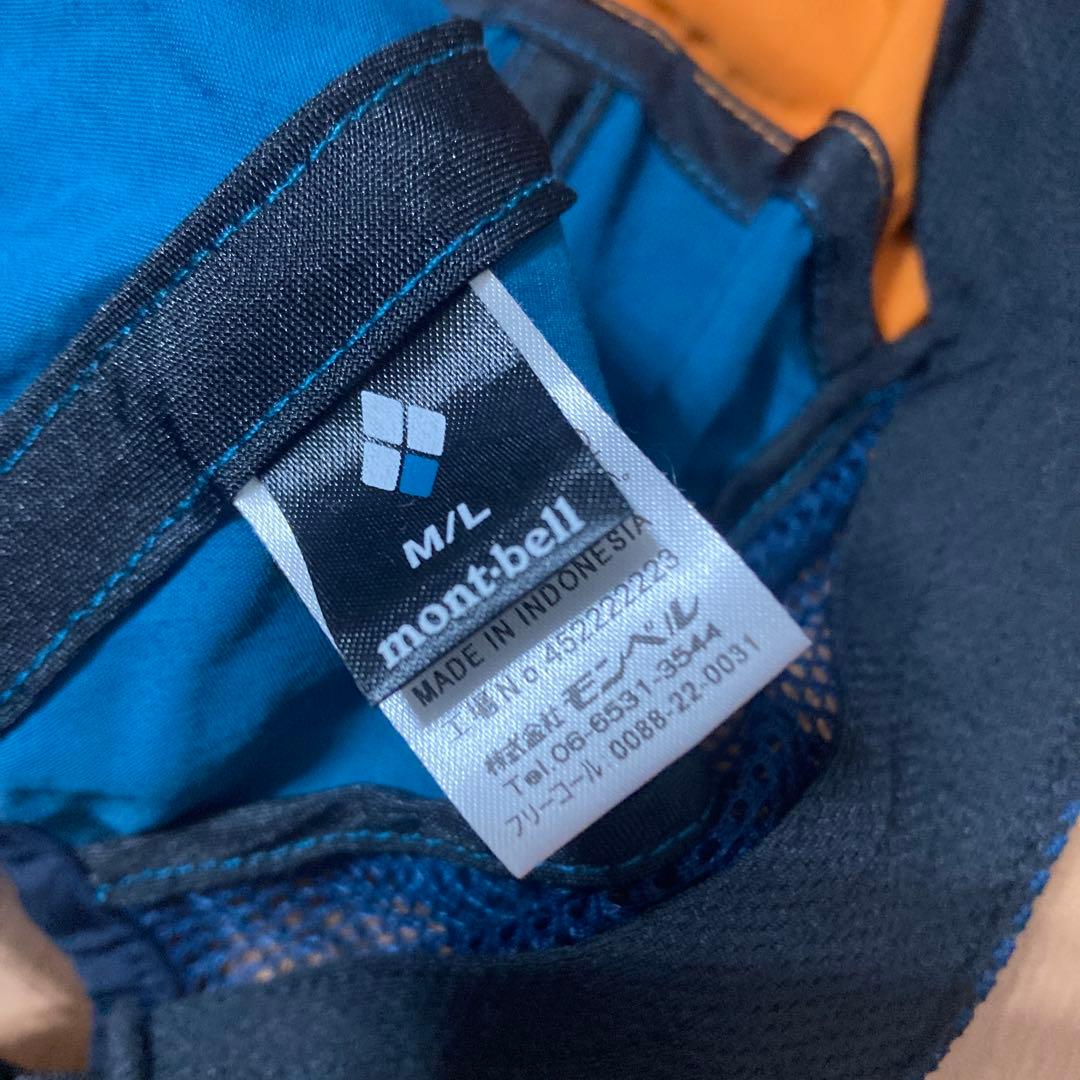 M/L
mont·bell
MADE IN INDONESIA
工場No.452222223
株式会社 モンベル
Tel.06-6531-3544
フリーコール 0088-22-0031